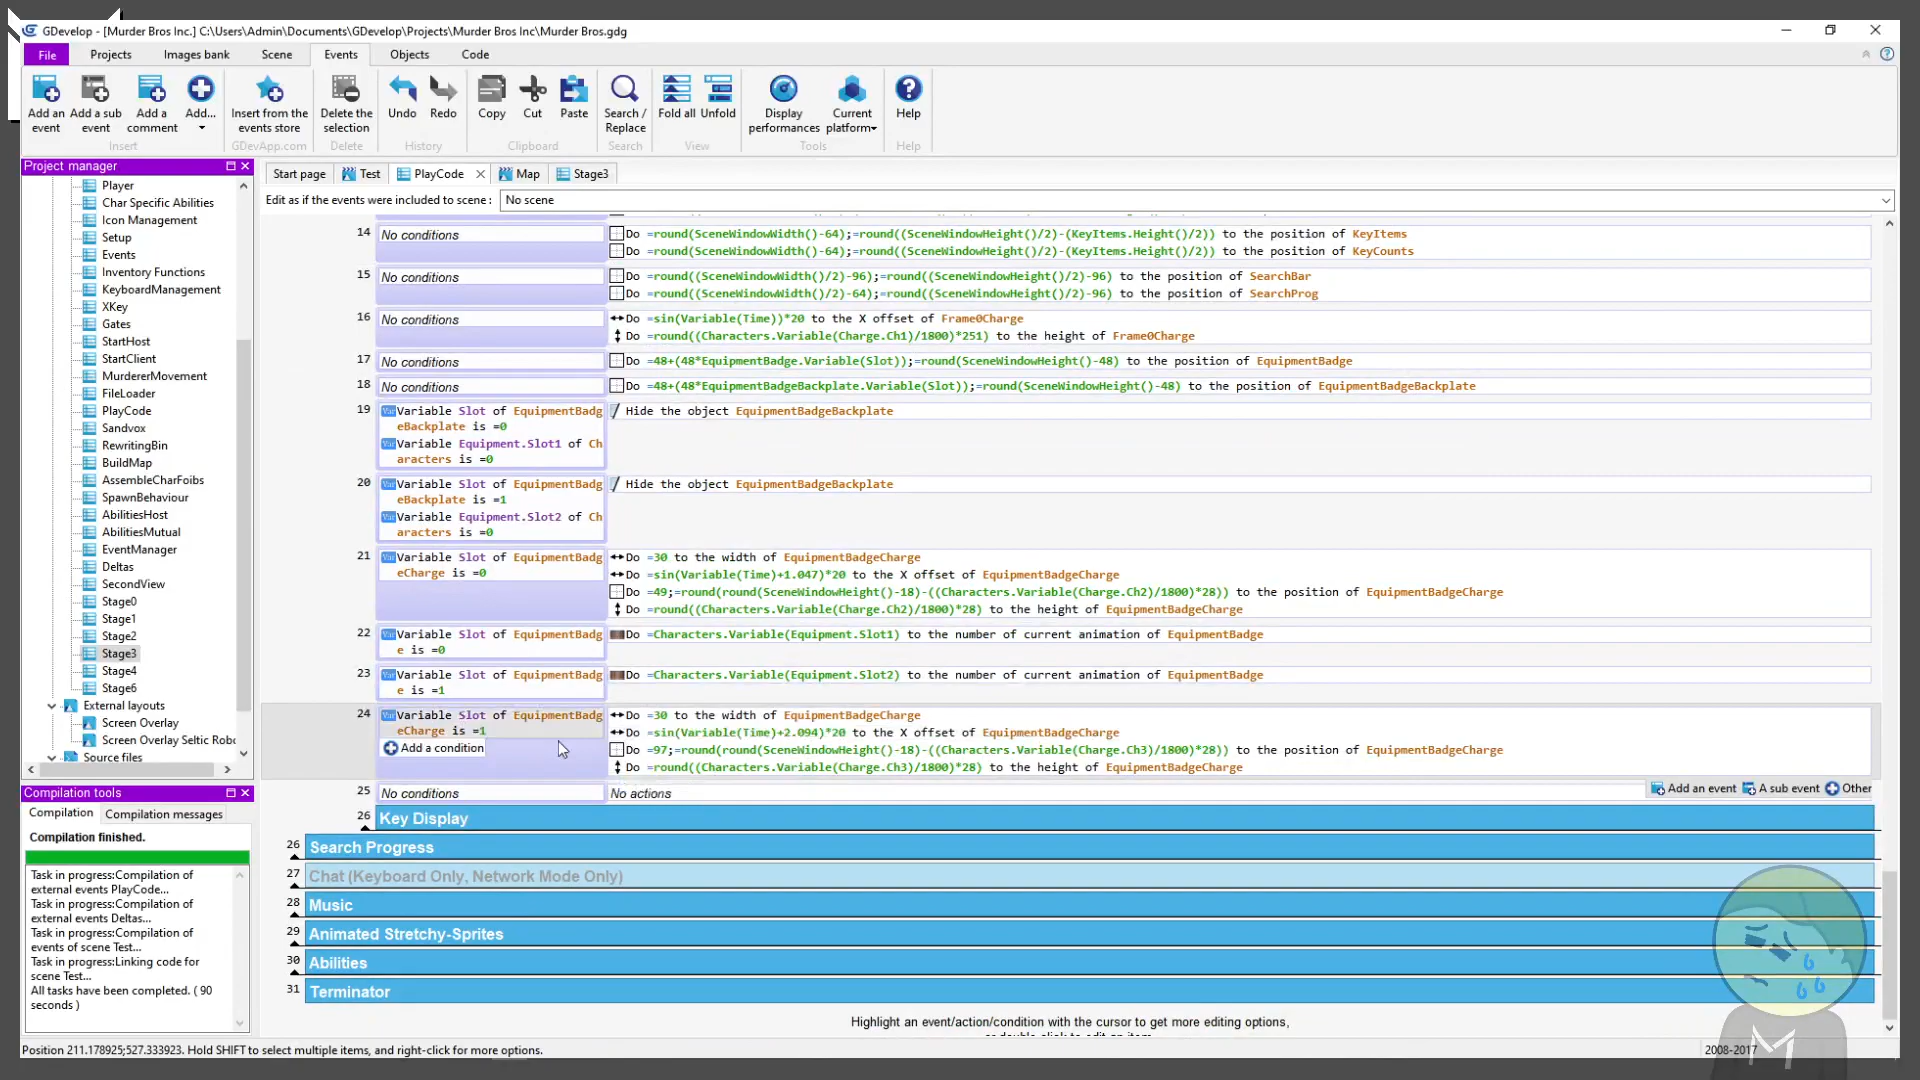 GDevelop - [Murder Bros Inc.] C:\Users\Admin\Documents\GDevelop\Projects\Murder Bros Inc\Murder Bros.gdg
File Projects Images bank Scene Events Objects Code
Add an event Add a sub event Add a comment Add... Insert from the events store Delete the selection Undo Redo Copy Cut Paste Search / Replace Fold all Unfold Display performances Current platform Help
Insert GDevApp.com Delete History Clipboard Search View Tools Help
Project manager
Start page Test PlayCode Map Stage3
Edit as if the events were included to scene : No scene
Player
Char Specific Abilities
Icon Management
Setup
Events
Inventory Functions
KeyboardManagement
XKey
Gates
StartHost
StartClient
MurdererMovement
FileLoader
PlayCode
Sandvox
RewritingBin
BuildMap
AssembleCharFoibs
SpawnBehaviour
AbilitiesHost
AbilitiesMutual
EventManager
Deltas
SecondView
Stage0
Stage1
Stage2
Stage3
Stage4
Stage6
External layouts
Screen Overlay
Screen Overlay Seltic Robo
Source files
Compilation tools
Compilation Compilation messages
Compilation finished.
Task in progress:Compilation of
external events PlayCode...
Task in progress:Compilation of
external events Deltas...
Task in progress:Compilation of
events of scene Test...
Task in progress:Linking code for
scene Test...
All tasks have been completed. ( 90
seconds )
14 No conditions Do =round(SceneWindowWidth()-64);=round((SceneWindowHeight()/2)-(KeyItems.Height()/2)) to the position of KeyItems
Do =round(SceneWindowWidth()-64);=round((SceneWindowHeight()/2)-(KeyItems.Height()/2)) to the position of KeyCounts
15 No conditions Do =round((SceneWindowWidth()/2)-96);=round((SceneWindowHeight()/2)-96) to the position of SearchBar
Do =round((SceneWindowWidth()/2)-64);=round((SceneWindowHeight()/2)-96) to the position of SearchProg
16 No conditions Do =sin(Variable(Time))*20 to the X offset of Frame0Charge
Do =round((Characters.Variable(Charge.Ch1)/1800)*251) to the height of Frame0Charge
17 No conditions Do =48+(48*EquipmentBadge.Variable(Slot));=round(SceneWindowHeight()-48) to the position of EquipmentBadge
18 No conditions Do =48+(48*EquipmentBadgeBackplate.Variable(Slot));=round(SceneWindowHeight()-48) to the position of EquipmentBadgeBackplate
19 Variable Slot of EquipmentBadg Hide the object EquipmentBadgeBackplate
eBackplate is =0
Variable Equipment.Slot1 of Ch
aracters is =0
20 Variable Slot of EquipmentBadg Hide the object EquipmentBadgeBackplate
eBackplate is =1
Variable Equipment.Slot2 of Ch
aracters is =0
21 Variable Slot of EquipmentBadg Do =30 to the width of EquipmentBadgeCharge
eCharge is =0 Do =sin(Variable(Time)+1.047)*20 to the X offset of EquipmentBadgeCharge
Do =49;=round(round(SceneWindowHeight()-18)-((Characters.Variable(Charge.Ch2)/1800)*28)) to the position of EquipmentBadgeCharge
Do =round((Characters.Variable(Charge.Ch2)/1800)*28) to the height of EquipmentBadgeCharge
22 Variable Slot of EquipmentBadg Do =Characters.Variable(Equipment.Slot1) to the number of current animation of EquipmentBadge
e is =0
23 Variable Slot of EquipmentBadg Do =Characters.Variable(Equipment.Slot2) to the number of current animation of EquipmentBadge
e is =1
24 Variable Slot of EquipmentBadg Do =30 to the width of EquipmentBadgeCharge
eCharge is =1 Do =sin(Variable(Time)+2.094)*20 to the X offset of EquipmentBadgeCharge
Add a condition Do =97;=round(round(SceneWindowHeight()-18)-((Characters.Variable(Charge.Ch3)/1800)*28)) to the position of EquipmentBadgeCharge
Do =round((Characters.Variable(Charge.Ch3)/1800)*28) to the height of EquipmentBadgeCharge
25 No conditions No actions Add an event A sub event Other
26 Key Display
26 Search Progress
27 Chat (Keyboard Only, Network Mode Only)
28 Music
29 Animated Stretchy-Sprites
30 Abilities
31 Terminator
Highlight an event/action/condition with the cursor to get more editing options,
Position 211.178925;527.333923. Hold SHIFT to select multiple items, and right-click for more options. 2008-2017